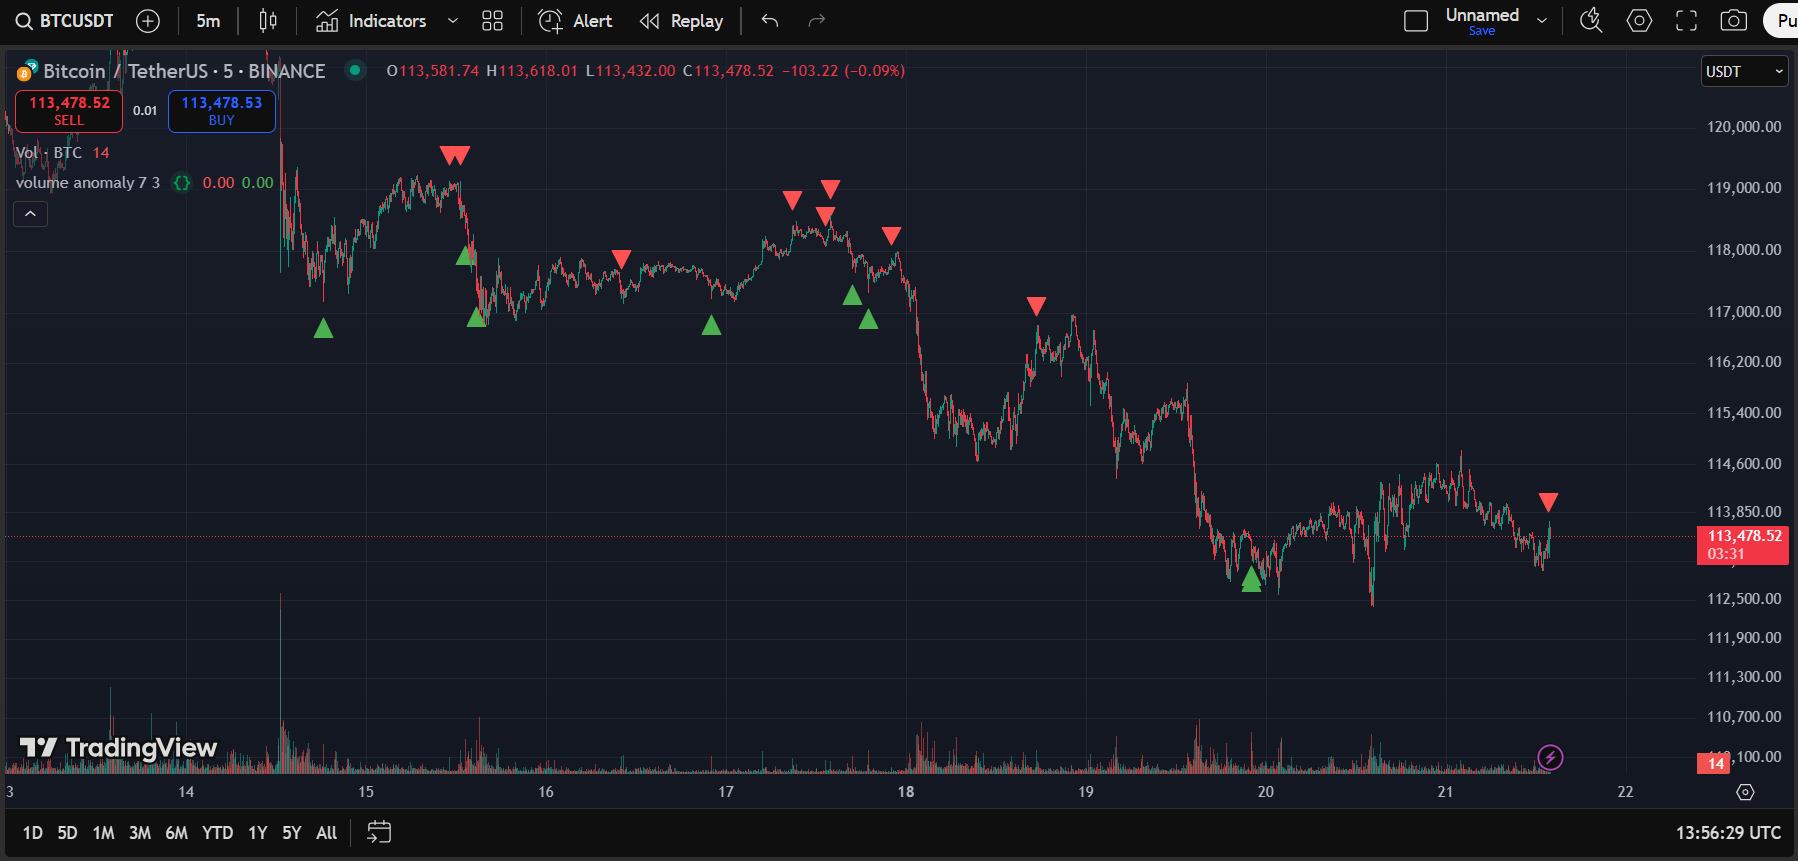 BTCUSDT 5m Indicators Alert Replay Unnamed Pu
Save
Bitcoin / TetherUS · 5 · BINANCE O113,581.74 H113,618.01 L113,432.00 C113,478.52 −103.22 (−0.09%) USDT
113,478.52 0.01 113,478.53
SELL BUY
Vol · BTC 14
volume anomaly 7 3 {} 0.00 0.00
120,000.00
119,000.00
118,000.00
117,000.00
116,200.00
115,400.00
114,600.00
113,850.00
113,478.52
03:31
112,500.00
111,900.00
111,300.00
110,700.00
TradingView
14 ,100.00
3 14 15 16 17 18 19 20 21 22
1D 5D 1M 3M 6M YTD 1Y 5Y All 13:56:29 UTC